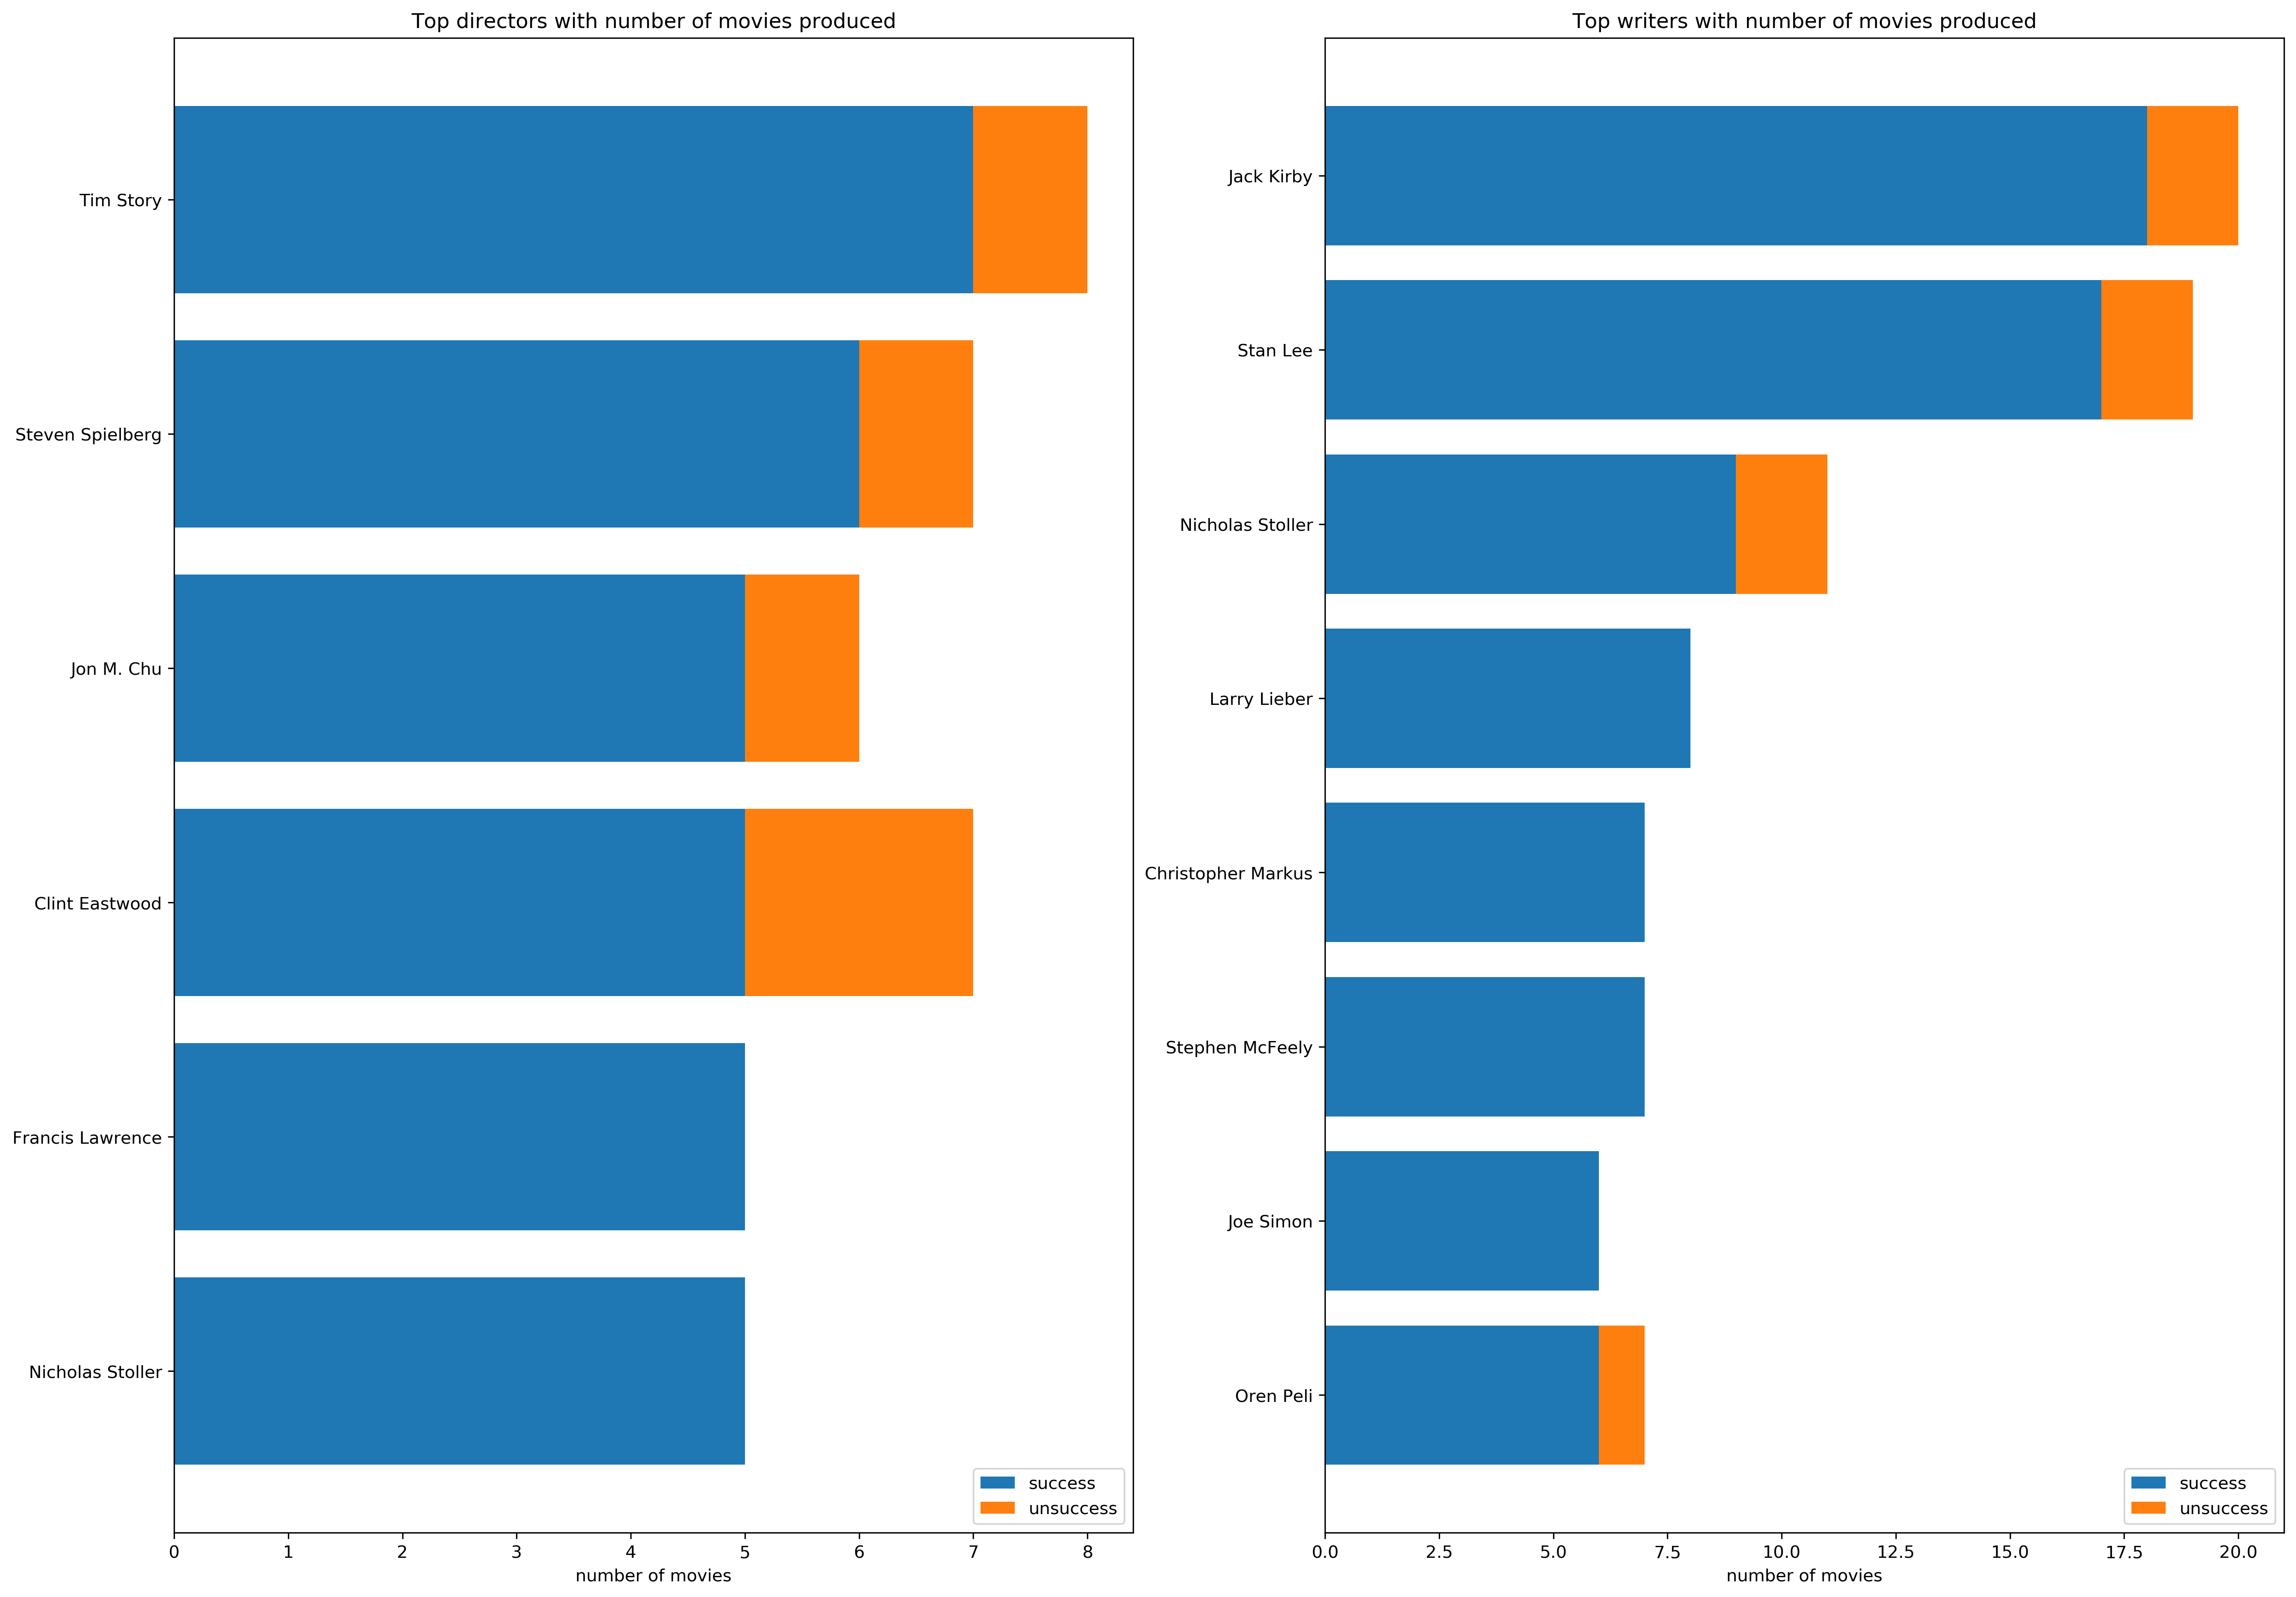 Top directors with number of movies produced
Tim Story
Steven Spielberg
Jon M. Chu
Clint Eastwood
Francis Lawrence
Nicholas Stoller
success
unsuccess
0 1 2 3 4 5 6 7 8
number of movies
Top writers with number of movies produced
Jack Kirby
Stan Lee
Nicholas Stoller
Larry Lieber
Christopher Markus
Stephen McFeely
Joe Simon
Oren Peli
success
unsuccess
0.0 2.5 5.0 7.5 10.0 12.5 15.0 17.5 20.0
number of movies